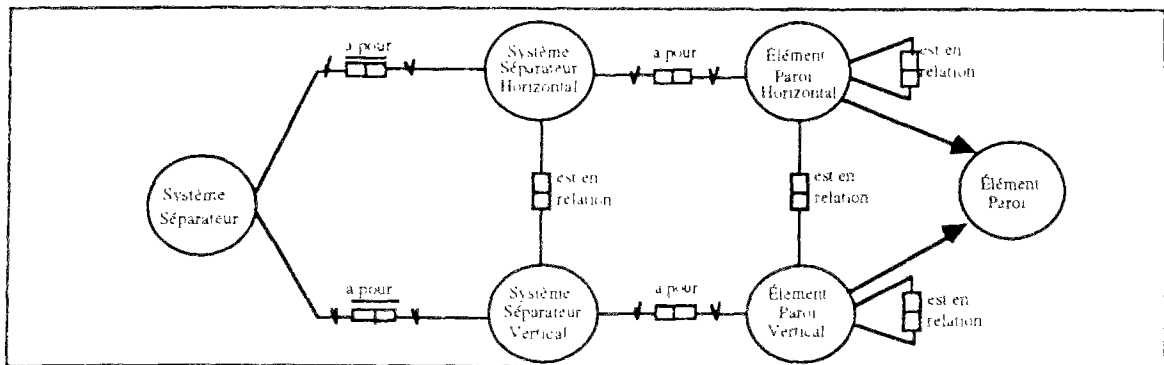 a pour
Système
Séparateur
Horizontal
a pour
Élément
Paroi
Horizontal
est en
relation
Système
Séparateur
est en
relation
est en
relation
Élément
Paroi
a pour
Système
Séparateur
Vertical
a pour
Élément
Paroi
Vertical
est en
relation